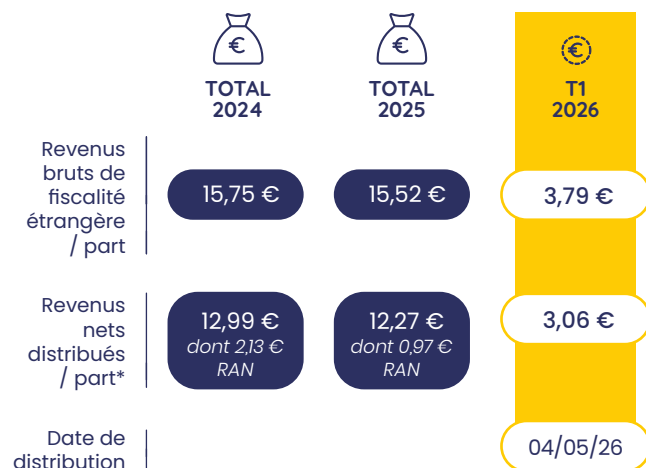 €
€
€
TOTAL
2024
TOTAL
2025
T1
2026
Revenus
bruts de
fiscalité
étrangère
/ part
15,75 €
15,52 €
3,79 €
Revenus
nets
distribués
/ part*
12,99 €
dont 2,13 €
RAN
12,27 €
dont 0,97 €
RAN
3,06 €
Date de
distribution
04/05/26